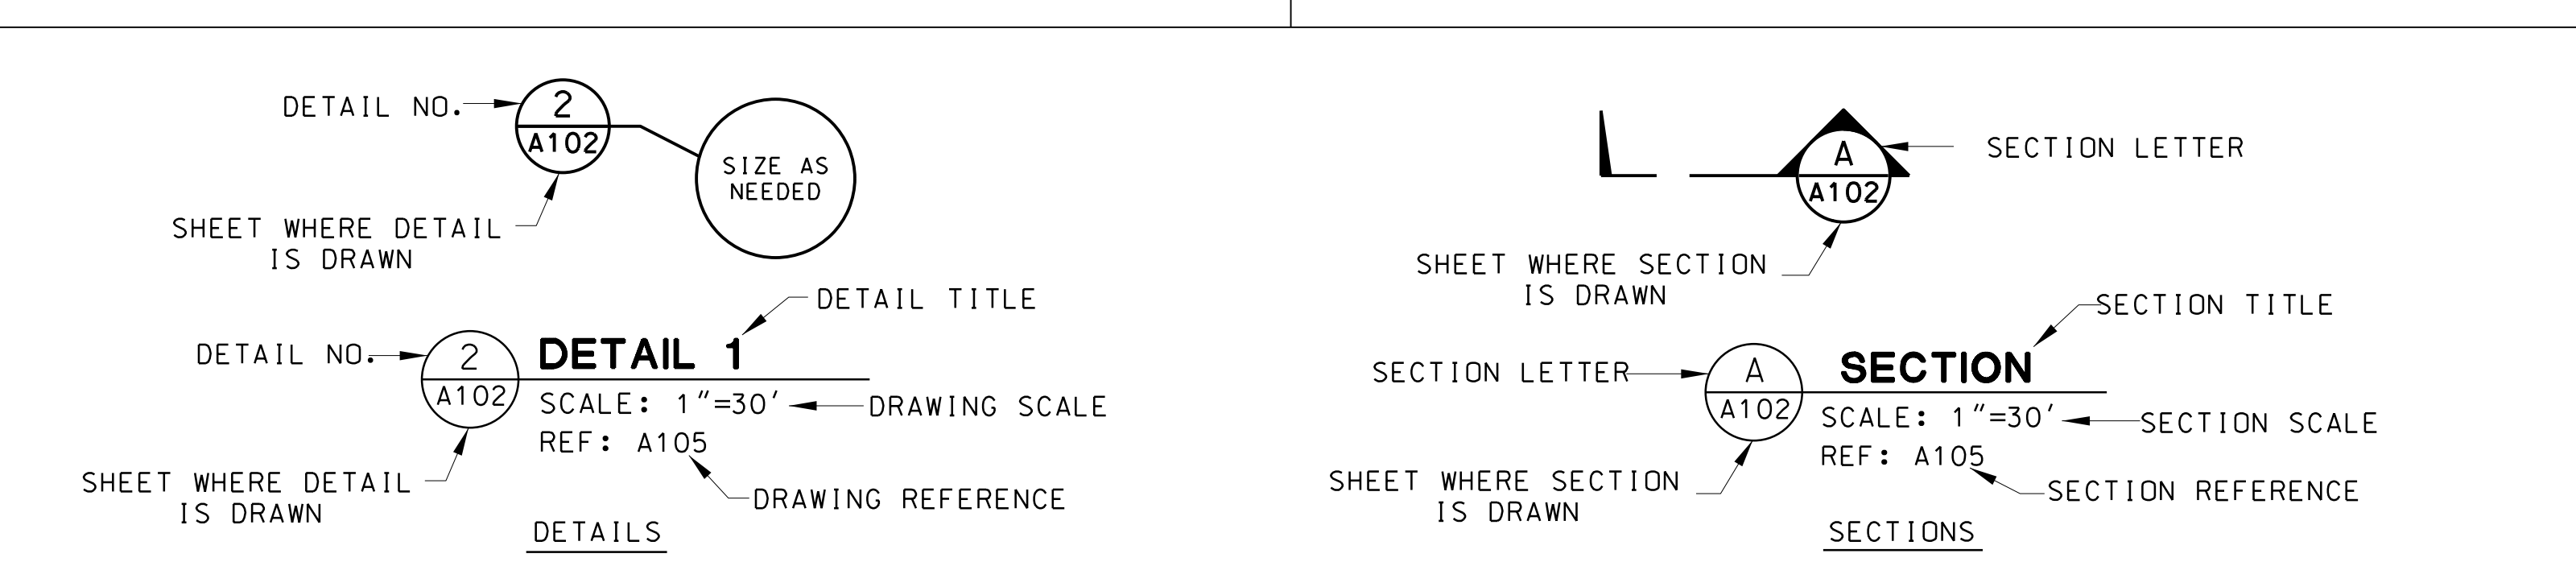 DETAIL NO.
2
A102
SIZE AS
NEEDED
SHEET WHERE DETAIL
IS DRAWN
DETAIL TITLE
DETAIL NO.
2
A102
DETAIL 1
SCALE: 1"=30'
DRAWING SCALE
REF: A105
SHEET WHERE DETAIL
IS DRAWN
DRAWING REFERENCE
DETAILS
A
A102
SECTION LETTER
SHEET WHERE SECTION
IS DRAWN
SECTION TITLE
SECTION LETTER
A
A102
SECTION
SCALE: 1"=30'
SECTION SCALE
REF: A105
SHEET WHERE SECTION
IS DRAWN
SECTION REFERENCE
SECTIONS